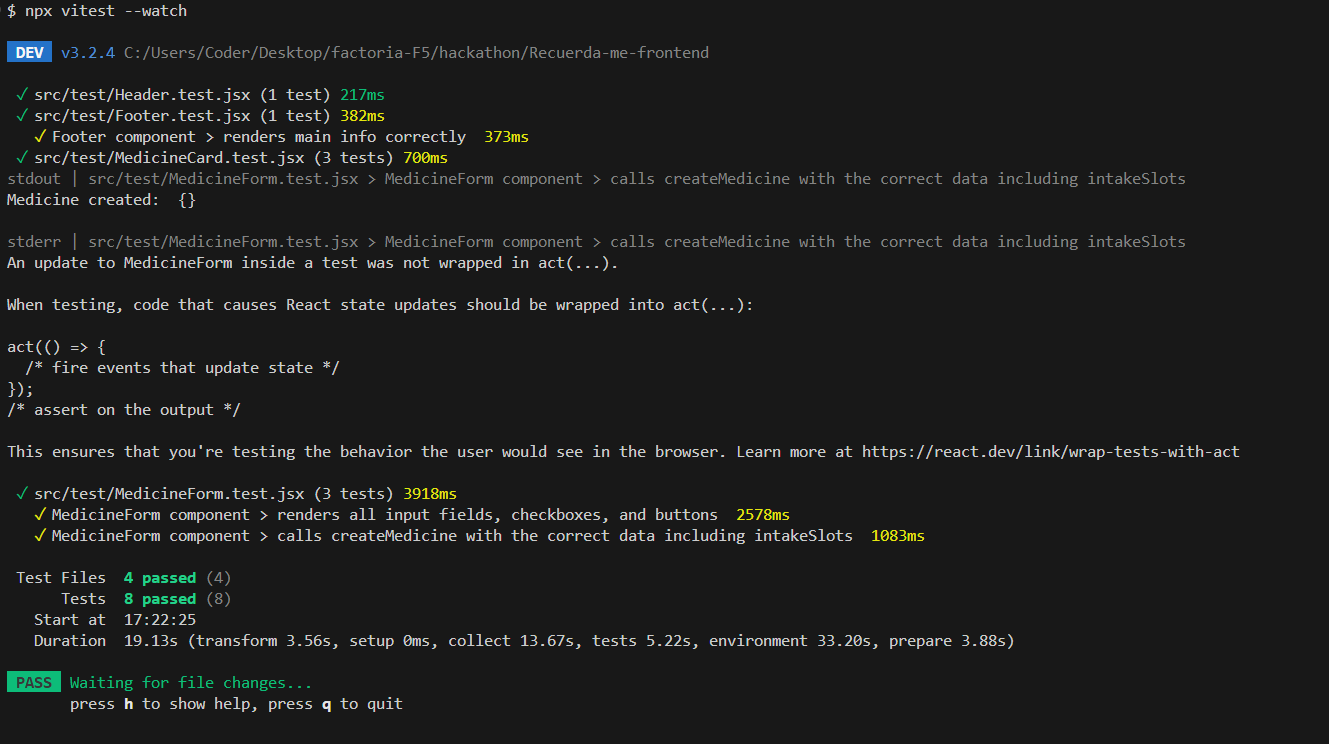 $ npx vitest --watch
DEV v3.2.4 C:/Users/Coder/Desktop/factoria-F5/hackathon/Recuerda-me-frontend
✓ src/test/Header.test.jsx (1 test) 217ms
✓ src/test/Footer.test.jsx (1 test) 382ms
✓ Footer component > renders main info correctly 373ms
✓ src/test/MedicineCard.test.jsx (3 tests) 700ms
stdout | src/test/MedicineForm.test.jsx > MedicineForm component > calls createMedicine with the correct data including intakeSlots
Medicine created:  {}
stderr | src/test/MedicineForm.test.jsx > MedicineForm component > calls createMedicine with the correct data including intakeSlots
An update to MedicineForm inside a test was not wrapped in act(...).
When testing, code that causes React state updates should be wrapped into act(...):
act(() => {
/* fire events that update state */
});
/* assert on the output */
This ensures that you're testing the behavior the user would see in the browser. Learn more at https://react.dev/link/wrap-tests-with-act
✓ src/test/MedicineForm.test.jsx (3 tests) 3918ms
✓ MedicineForm component > renders all input fields, checkboxes, and buttons 2578ms
✓ MedicineForm component > calls createMedicine with the correct data including intakeSlots 1083ms
Test Files 4 passed (4)
Tests 8 passed (8)
Start at 17:22:25
Duration 19.13s (transform 3.56s, setup 0ms, collect 13.67s, tests 5.22s, environment 33.20s, prepare 3.88s)
PASS Waiting for file changes...
press h to show help, press q to quit